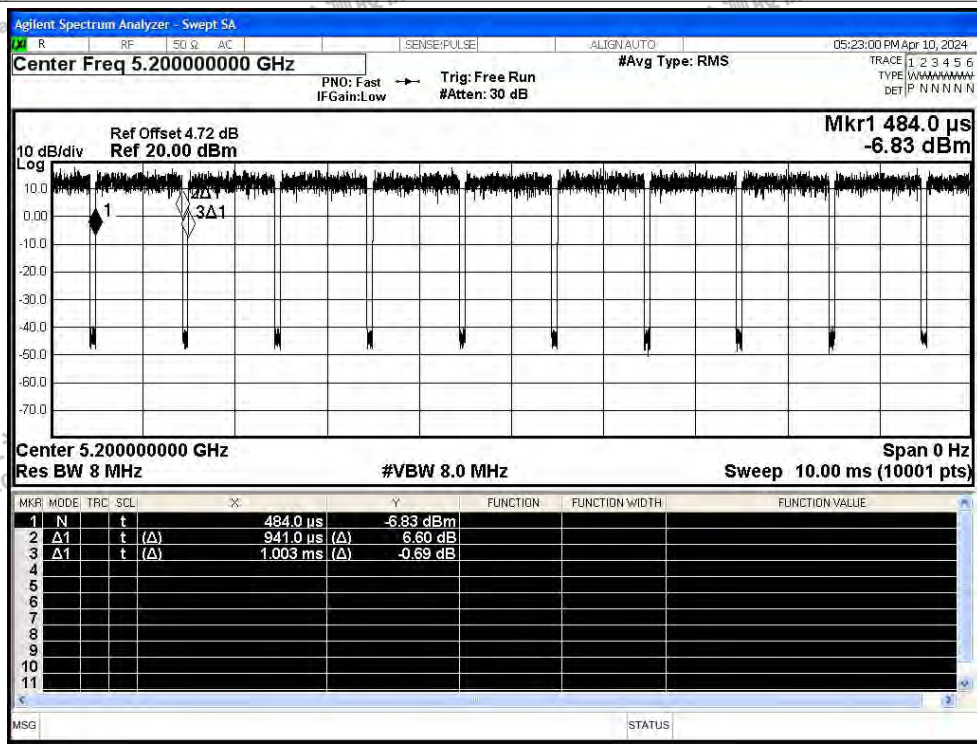 Agilent Spectrum Analyzer - Swept SA
R RF 50 Ω AC SENSE:PULSE ALIGN AUTO 05:23:00 PM Apr 10, 2024
Center Freq 5.200000000 GHz #Avg Type: RMS TRACE 1 2 3 4 5 6
PNO: Fast Trig: Free Run TYPE WWWWWW
IFGain:Low #Atten: 30 dB DET P N N N N N
Mkr1 484.0 µs
Ref Offset 4.72 dB
10 dB/div Ref 20.00 dBm -6.83 dBm
Log
10.0
2Δ1
1 3Δ1
0.00
-10.0
-20.0
-30.0
-40.0
-50.0
-60.0
-70.0
Center 5.200000000 GHz Span 0 Hz
Res BW 8 MHz #VBW 8.0 MHz Sweep 10.00 ms (10001 pts)
MKR MODE TRC SCL X Y FUNCTION FUNCTION WIDTH FUNCTION VALUE
1 N t 484.0 µs -6.83 dBm
2 Δ1 t (Δ) 941.0 µs (Δ) 6.60 dB
3 Δ1 t (Δ) 1.003 ms (Δ) -0.69 dB
4
5
6
7
8
9
10
11
MSG STATUS